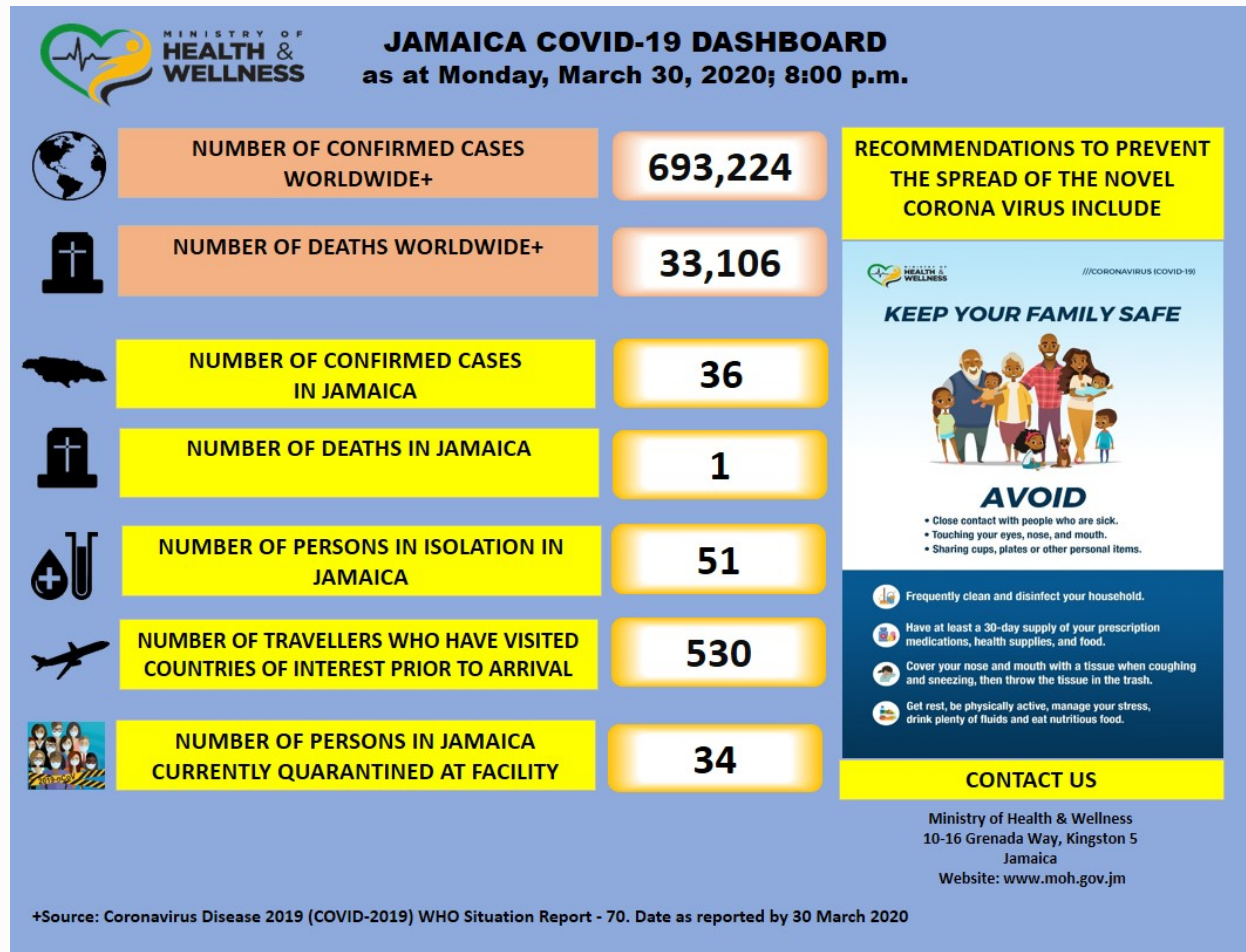 MINISTRY OF
HEALTH &
WELLNESS
JAMAICA COVID-19 DASHBOARD
as at Monday, March 30, 2020; 8:00 p.m.
NUMBER OF CONFIRMED CASES
WORLDWIDE+
693,224
NUMBER OF DEATHS WORLDWIDE+
33,106
NUMBER OF CONFIRMED CASES
IN JAMAICA
36
NUMBER OF DEATHS IN JAMAICA
1
NUMBER OF PERSONS IN ISOLATION IN
JAMAICA
51
NUMBER OF TRAVELLERS WHO HAVE VISITED
COUNTRIES OF INTEREST PRIOR TO ARRIVAL
530
NUMBER OF PERSONS IN JAMAICA
CURRENTLY QUARANTINED AT FACILITY
34
RECOMMENDATIONS TO PREVENT
THE SPREAD OF THE NOVEL
CORONA VIRUS INCLUDE
MINISTRY OF
HEALTH &
WELLNESS
///CORONAVIRUS (COVID-19)
KEEP YOUR FAMILY SAFE
AVOID
• Close contact with people who are sick.
• Touching your eyes, nose, and mouth.
• Sharing cups, plates or other personal items.
Frequently clean and disinfect your household.
Have at least a 30-day supply of your prescription
medications, health supplies, and food.
Cover your nose and mouth with a tissue when coughing
and sneezing, then throw the tissue in the trash.
Get rest, be physically active, manage your stress,
drink plenty of fluids and eat nutritious food.
CONTACT US
Ministry of Health & Wellness
10-16 Grenada Way, Kingston 5
Jamaica
Website: www.moh.gov.jm
+Source: Coronavirus Disease 2019 (COVID-2019) WHO Situation Report - 70. Date as reported by 30 March 2020